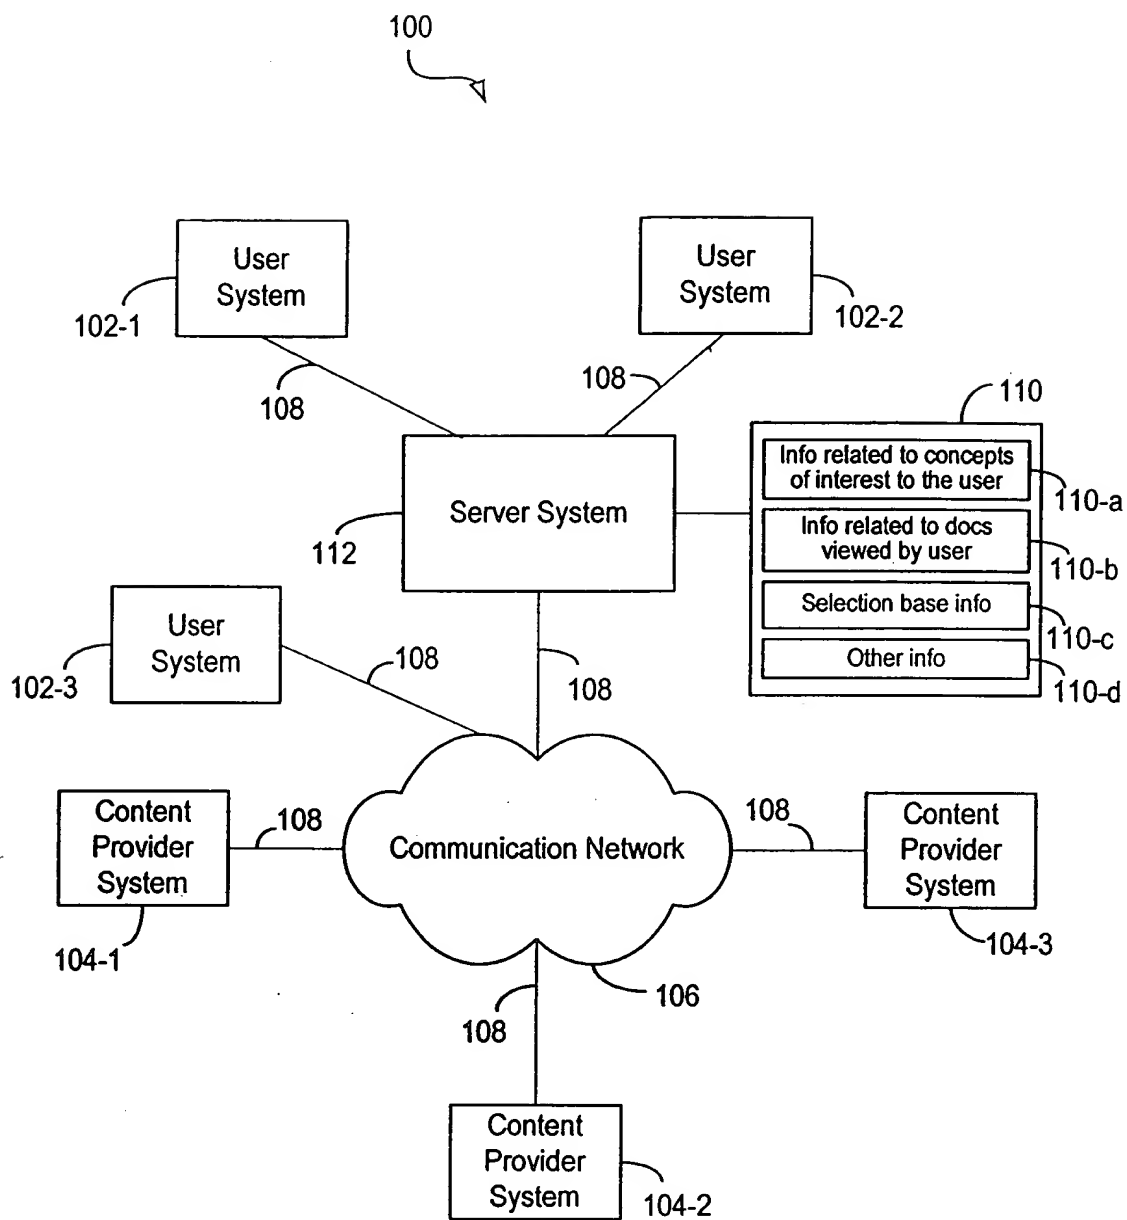 100
User
System
102-1
User
System
102-2
108
108
110
Server System
112
Info related to concepts
of interest to the user
110-a
Info related to docs
viewed by user
110-b
Selection base info
110-c
Other info
110-d
User
System
102-3
108
108
Content
Provider
System
104-1
108
Communication Network
106
108
Content
Provider
System
104-3
108
Content
Provider
System
104-2